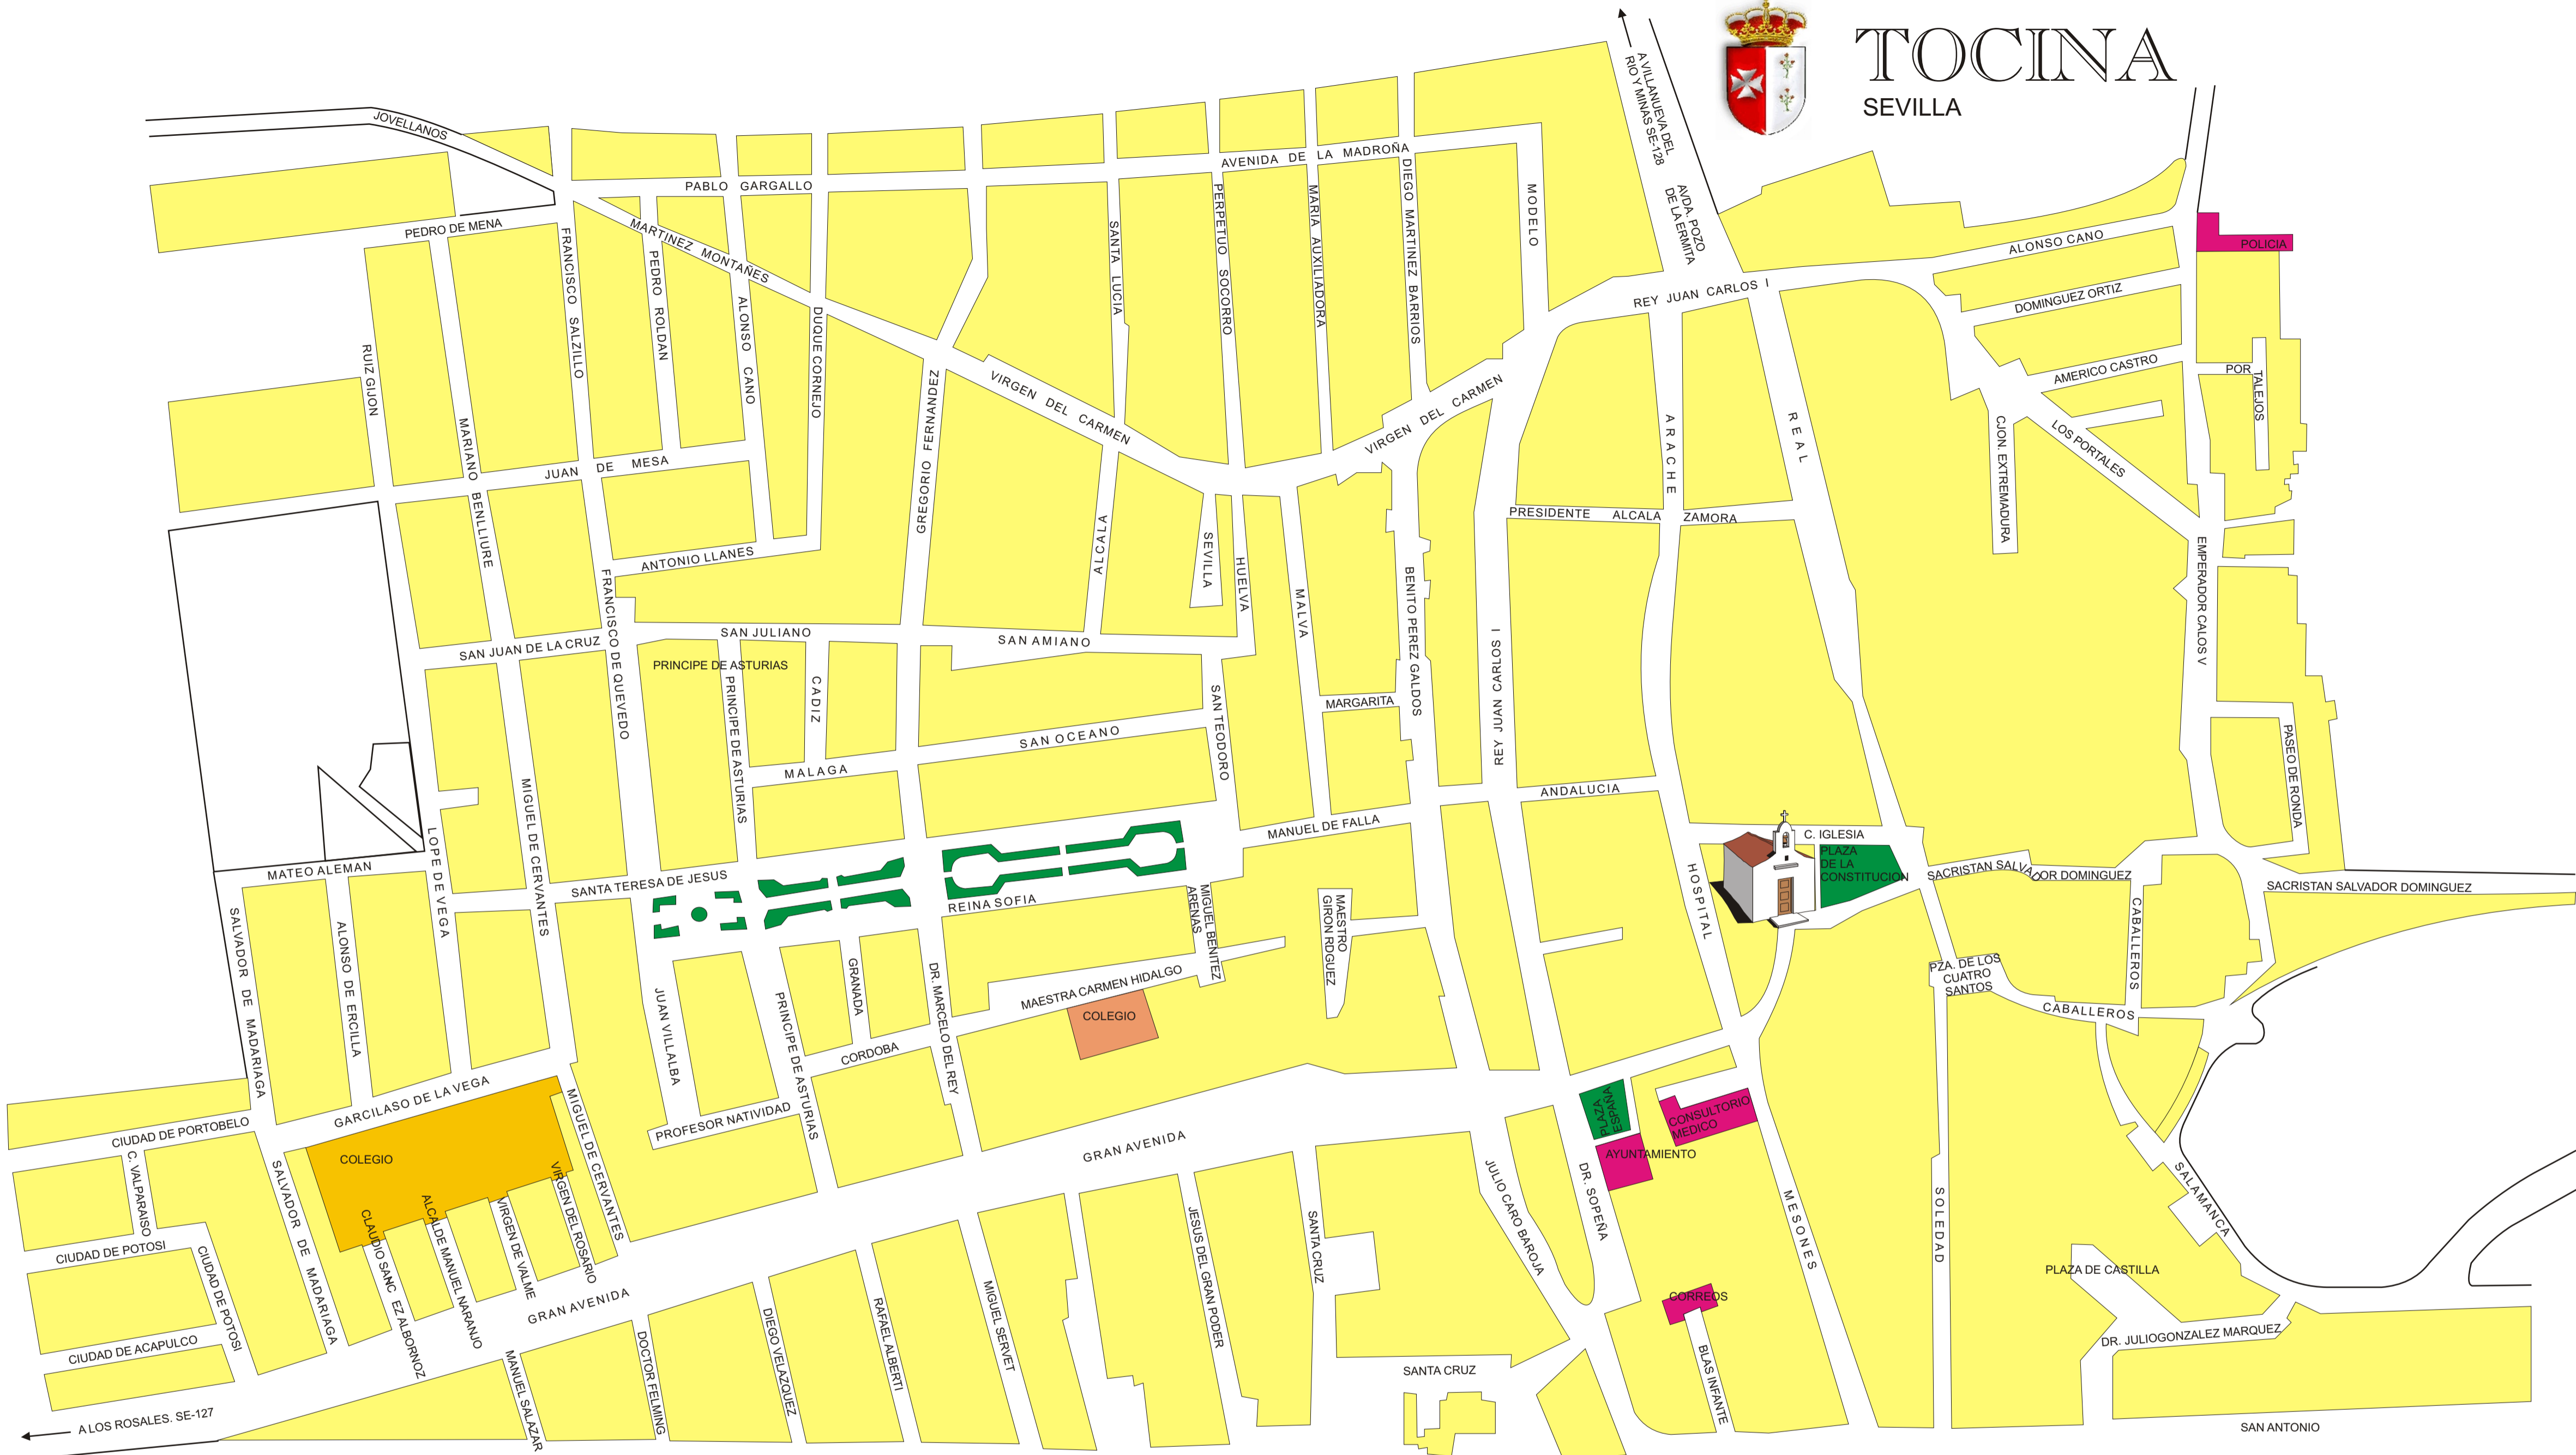 TOCINA
SEVILLA
A VILLANUEVA DEL
RIO Y MINAS SE-128
AVDA. POZO
DE LA ERMITA
JOVELLANOS
AVENIDA DE LA MADROÑA
PABLO GARGALLO
PEDRO DE MENA
MARTINEZ MONTAÑES
FRANCISCO SALZILLO
PEDRO ROLDAN
ALONSO CANO
DUQUE CORNEJO
SANTA LUCIA
PERPETUO SOCORRO
MARIA AUXILIADORA
DIEGO MARTINEZ BARRIOS
MODELO
REY JUAN CARLOS I
ALONSO CANO
POLICIA
DOMINGUEZ ORTIZ
AMERICO CASTRO
POR
TALEJOS
LOS PORTALES
CJON. EXTREMADURA
RUIZ GIJON
MARIANO BENLLIURE
JUAN DE MESA
GREGORIO FERNANDEZ
VIRGEN DEL CARMEN
VIRGEN DEL CARMEN
ARACHE
REAL
PRESIDENTE ALCALA ZAMORA
ANTONIO LLANES
ALCALA
SEVILLA
HUELVA
MALVA
BENITO PEREZ GALDOS
REY JUAN CARLOS I
EMPERADOR CALOS V
SAN JUAN DE LA CRUZ
FRANCISCO DE QUEVEDO
SAN JULIANO
SAN AMIANO
PRINCIPE DE ASTURIAS
PRINCIPE DE ASTURIAS
CADIZ
SAN TEODORO
MARGARITA
SAN OCEANO
MALAGA
PASEO DE RONDA
ANDALUCIA
MANUEL DE FALLA
C. IGLESIA
PLAZA
DE LA
CONSTITUCION
SACRISTAN SALVADOR DOMINGUEZ
SACRISTAN SALVADOR DOMINGUEZ
MIGUEL DE CERVANTES
LOPE DE VEGA
MATEO ALEMAN
SANTA TERESA DE JESUS
REINA SOFIA
MIGUEL BENITEZ
ARENAS
MAESTRO
GIRON RDGUEZ
HOSPITAL
CABALLEROS
PZA. DE LOS
CUATRO
SANTOS
CABALLEROS
SALVADOR DE MADARIAGA
ALONSO DE ERCILLA
JUAN VILLALBA
PRINCIPE DE ASTURIAS
GRANADA
DR. MARCELO DEL REY
MAESTRA CARMEN HIDALGO
COLEGIO
CORDOBA
GARCILASO DE LA VEGA
MIGUEL DE CERVANTES
PROFESOR NATIVIDAD
PLAZA
ESPAÑA
CONSULTORIO
MEDICO
AYUNTAMIENTO
CIUDAD DE PORTOBELO
C. VALPARAISO
COLEGIO
GRAN AVENIDA
SALVADOR DE MADARIAGA
CLAUDIO SANC EZ ALBORNOZ
ALCALDE MANUEL NARANJO
VIRGEN DE VALME
VIRGEN DEL ROSARIO
CIUDAD DE POTOSI
CIUDAD DE POTOSI
JULIO CARO BAROJA
DR. SOPEÑA
MESONES
SOLEDAD
SALAMANCA
JESUS DEL GRAN PODER
SANTA CRUZ
PLAZA DE CASTILLA
CORREOS
GRAN AVENIDA
MIGUEL SERVET
RAFAEL ALBERTI
DIEGO VELAZQUEZ
DOCTOR FELMING
MANUEL SALAZAR
CIUDAD DE ACAPULCO
SANTA CRUZ
BLAS INFANTE
DR. JULIOGONZALEZ MARQUEZ
A LOS ROSALES. SE-127
SAN ANTONIO